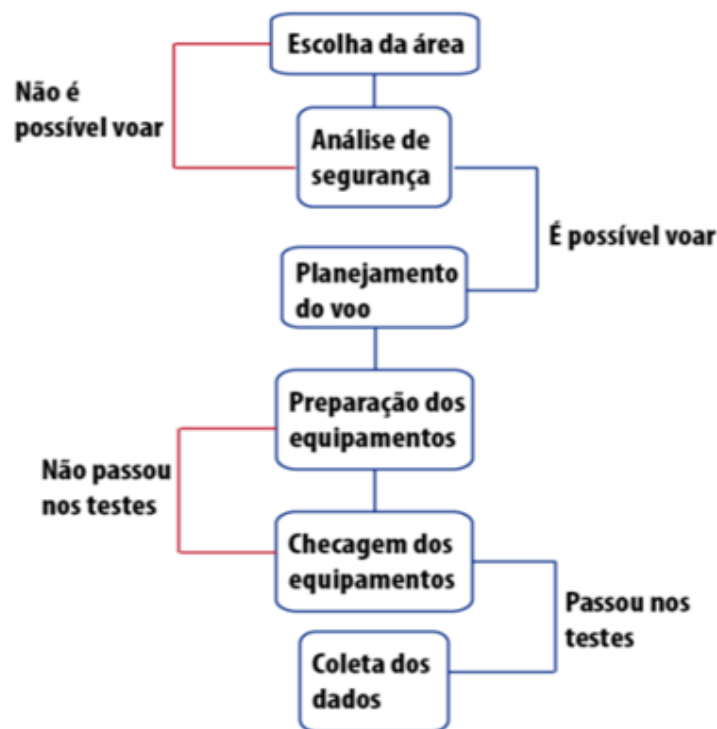 Escolha da área
Não é
possível voar
Análise de
segurança
É possível voar
Planejamento
do voo
Preparação dos
equipamentos
Não passou
nos testes
Checagem dos
equipamentos
Passou nos
testes
Coleta dos
dados